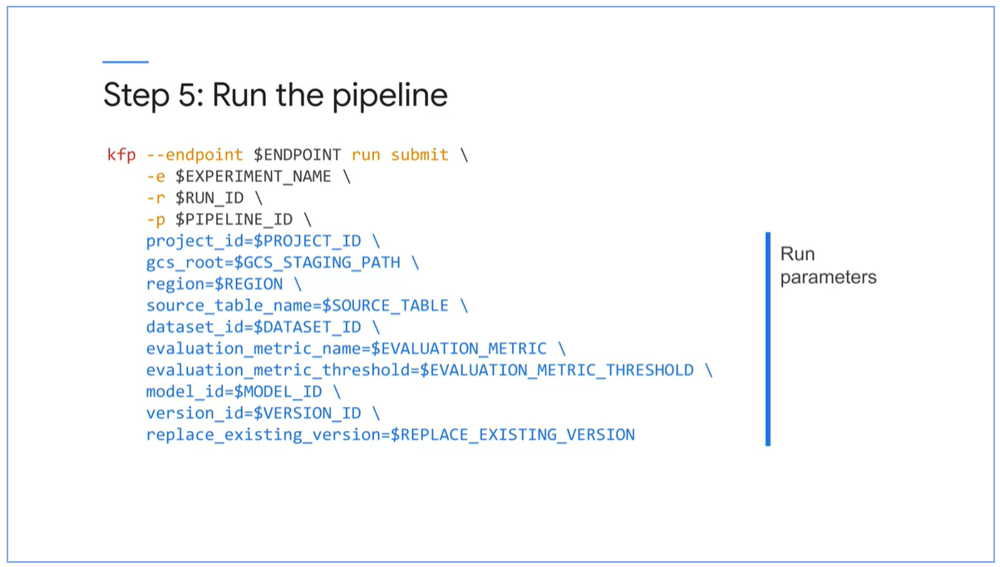 Step 5: Run the pipeline
kfp --endpoint $ENDPOINT run submit \
-e $EXPERIMENT_NAME \
-r $RUN_ID \
-p $PIPELINE_ID \
project_id=$PROJECT_ID \
gcs_root=$GCS_STAGING_PATH \
region=$REGION \
source_table_name=$SOURCE_TABLE \
dataset_id=$DATASET_ID \
evaluation_metric_name=$EVALUATION_METRIC \
evaluation_metric_threshold=$EVALUATION_METRIC_THRESHOLD \
model_id=$MODEL_ID \
version_id=$VERSION_ID \
replace_existing_version=$REPLACE_EXISTING_VERSION
Run
parameters